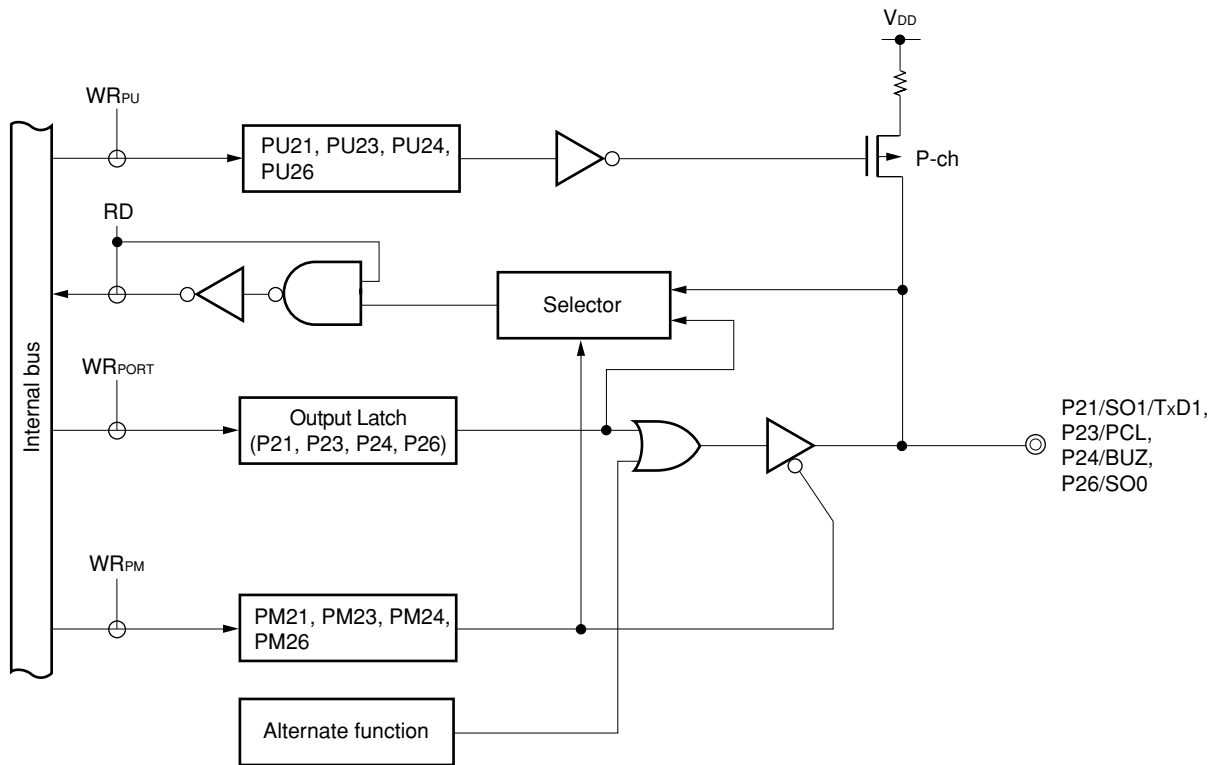 VDD
WRPU
PU21, PU23, PU24,
PU26
P-ch
RD
Selector
Internal bus
WRPORT
Output Latch
(P21, P23, P24, P26)
P21/SO1/TxD1,
P23/PCL,
P24/BUZ,
P26/SO0
WRPM
PM21, PM23, PM24,
PM26
Alternate function